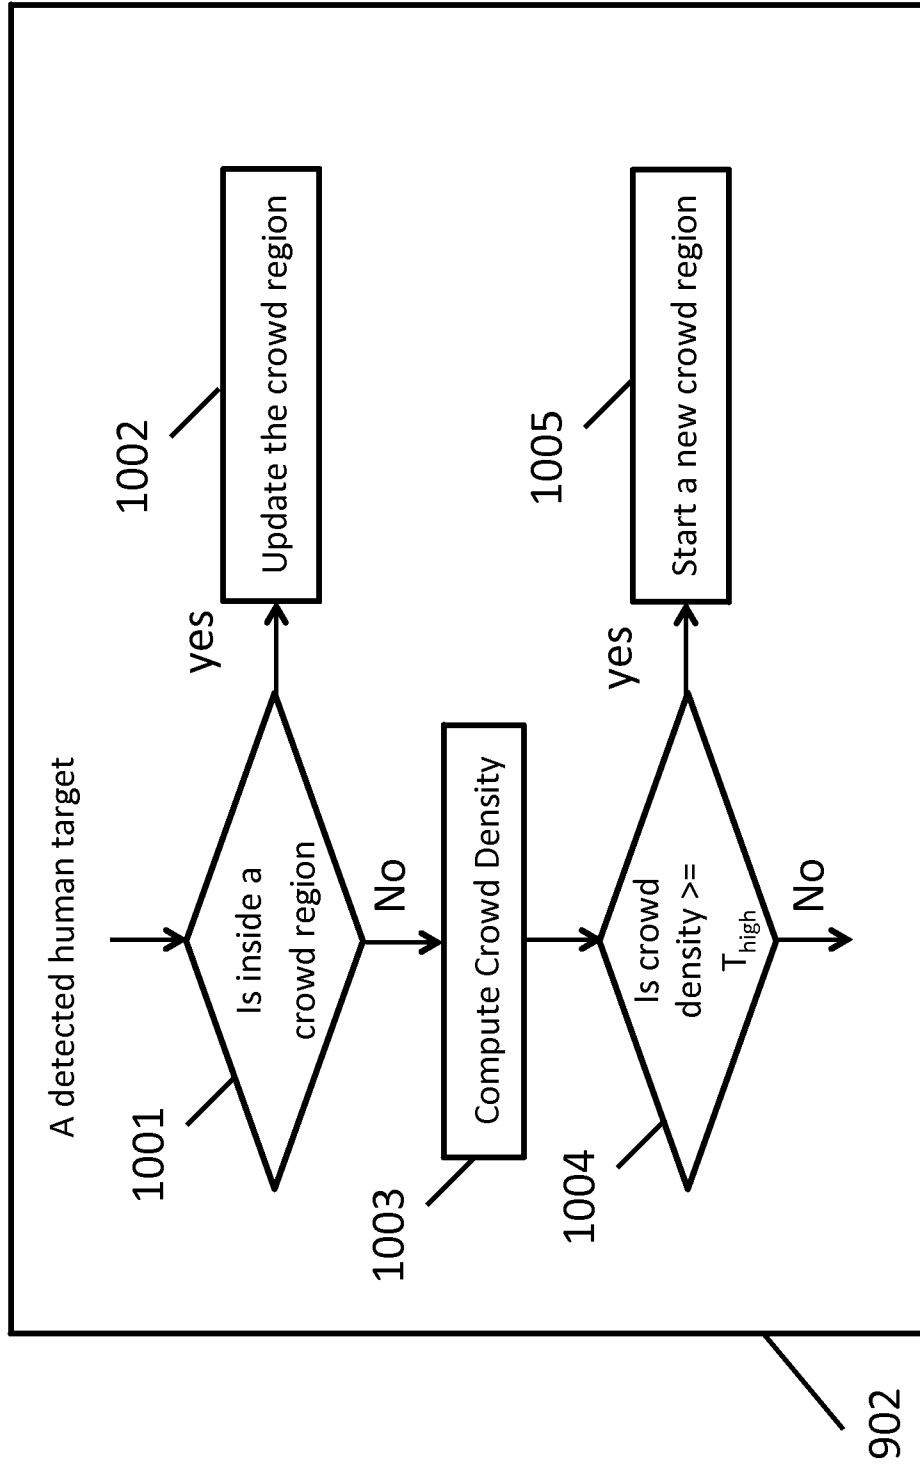 A detected human target
1001
Is inside a
crowd region
yes
1002
Update the crowd region
No
1003
Compute Crowd Density
1004
Is crowd
density >=
Thigh
yes
1005
Start a new crowd region
No
902